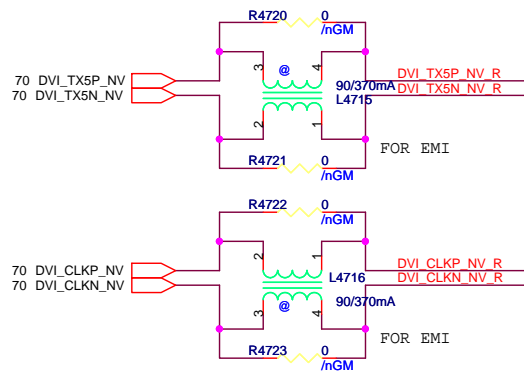 R4720 0
/nGM
3 @ 4
70 DVI_TX5P_NV 90/370mA DVI_TX5P_NV_R
70 DVI_TX5N_NV L4715 DVI_TX5N_NV_R
2 1
FOR EMI
R4721 0
/nGM
R4722 0
/nGM
2 1
70 DVI_CLKP_NV L4716 DVI_CLKP_NV_R
70 DVI_CLKN_NV 90/370mA DVI_CLKN_NV_R
3 @ 4
FOR EMI
R4723 0
/nGM